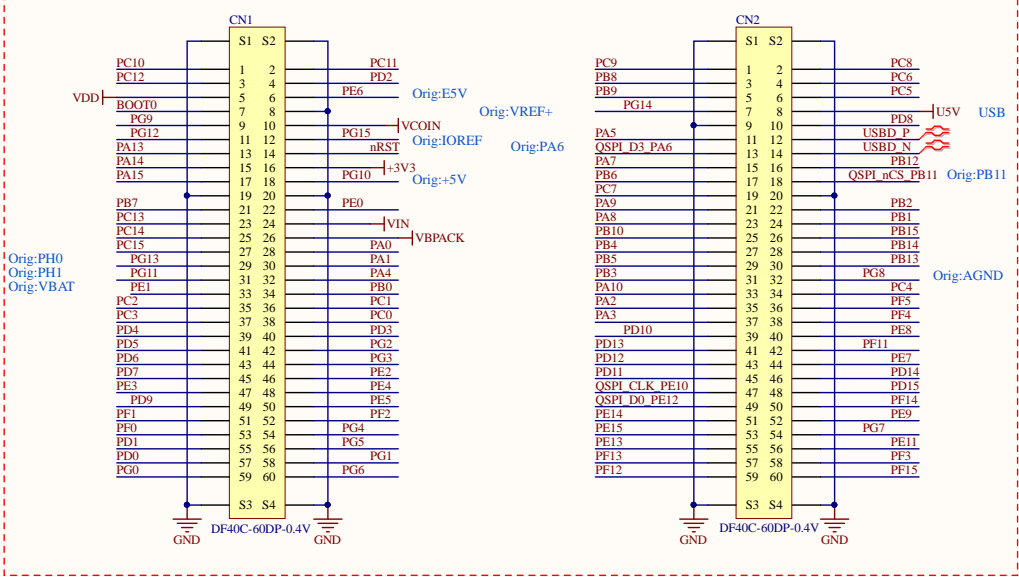 CN1
S1 S2
PC10 1 2 PC11
PC12 3 4 PD2
VDD 5 6 PE6 Orig:E5V
BOOT0 7 8 Orig:VREF+
PG9 9 10 VCOIN
PG12 11 12 PG15 Orig:IOREF
PA13 13 14 nRST Orig:PA6
PA14 15 16 +3V3
PA15 17 18 PG10 Orig:+5V
19 20
PB7 21 22 PE0
PC13 23 24 VIN
PC14 25 26 VBPACK
PC15 27 28 PA0
Orig:PH0 PG13 29 30 PA1
Orig:PH1 PG11 31 32 PA4
Orig:VBAT PE1 33 34 PB0
PC2 35 36 PC1
PC3 37 38 PC0
PD4 39 40 PD3
PD5 41 42 PG2
PD6 43 44 PG3
PD7 45 46 PE2
PE3 47 48 PE4
PD9 49 50 PE5
PF1 51 52 PF2
PF0 53 54 PG4
PD1 55 56 PG5
PD0 57 58 PG1
PG0 59 60 PG6
S3 S4
DF40C-60DP-0.4V
GND GND
CN2
S1 S2
PC9 1 2 PC8
PB8 3 4 PC6
PB9 5 6 PC5
PG14 7 8 U5V USB
9 10 PD8
PA5 11 12 USBD_P
QSPI_D3_PA6 13 14 USBD_N
PA7 15 16 PB12
PB6 17 18 QSPI_nCS_PB11 Orig:PB11
PC7 19 20
PA9 21 22 PB2
PA8 23 24 PB1
PB10 25 26 PB15
PB4 27 28 PB14
PB5 29 30 PB13
PB3 31 32 PG8 Orig:AGND
PA10 33 34 PC4
PA2 35 36 PF5
PA3 37 38 PF4
PD10 39 40 PE8
PD13 41 42 PF11
PD12 43 44 PE7
PD11 45 46 PD14
QSPI_CLK_PE10 47 48 PD15
QSPI_D0_PE12 49 50 PF14
PE14 51 52 PE9
PE15 53 54 PG7
PE13 55 56 PE11
PF13 57 58 PF3
PF12 59 60 PF15
S3 S4
DF40C-60DP-0.4V
GND GND